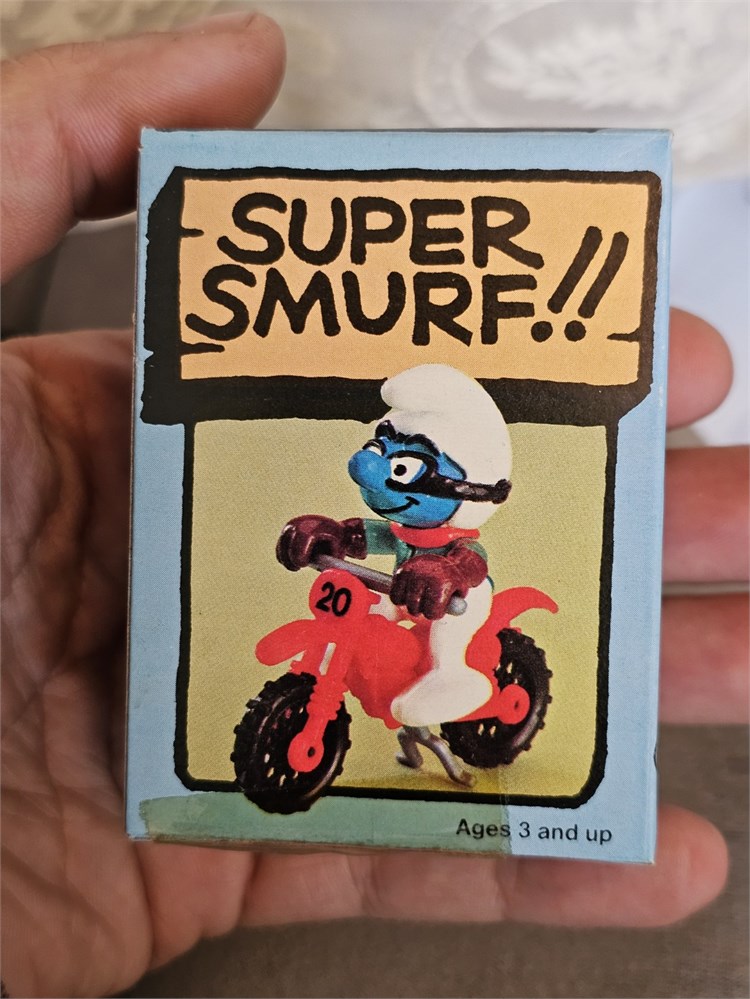 SUPER
SMURF!!
20
Ages 3 and up